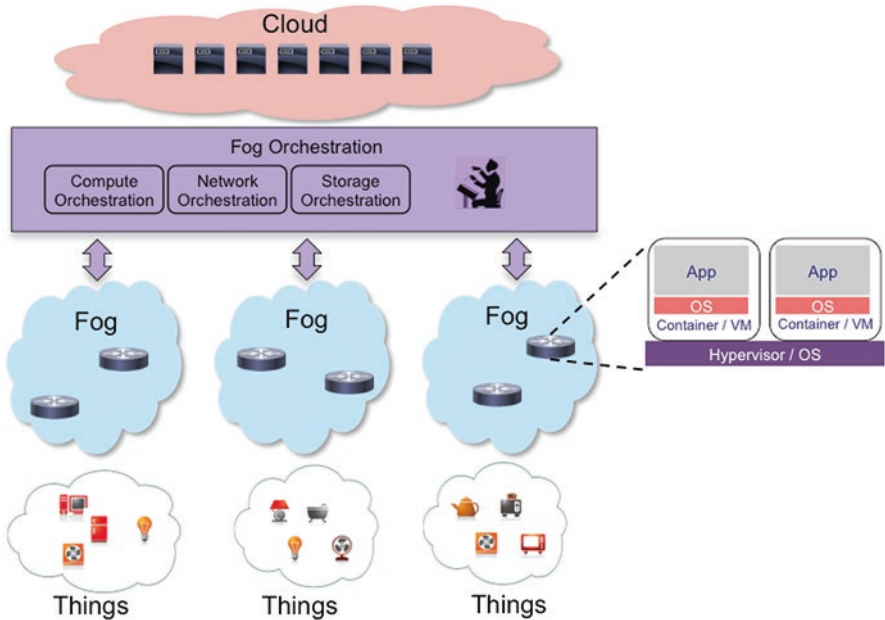 Cloud
Fog Orchestration
Compute
Orchestration
Network
Orchestration
Storage
Orchestration
Fog
Fog
Fog
App
OS
Container / VM
App
OS
Container / VM
Hypervisor / OS
Things
Things
Things